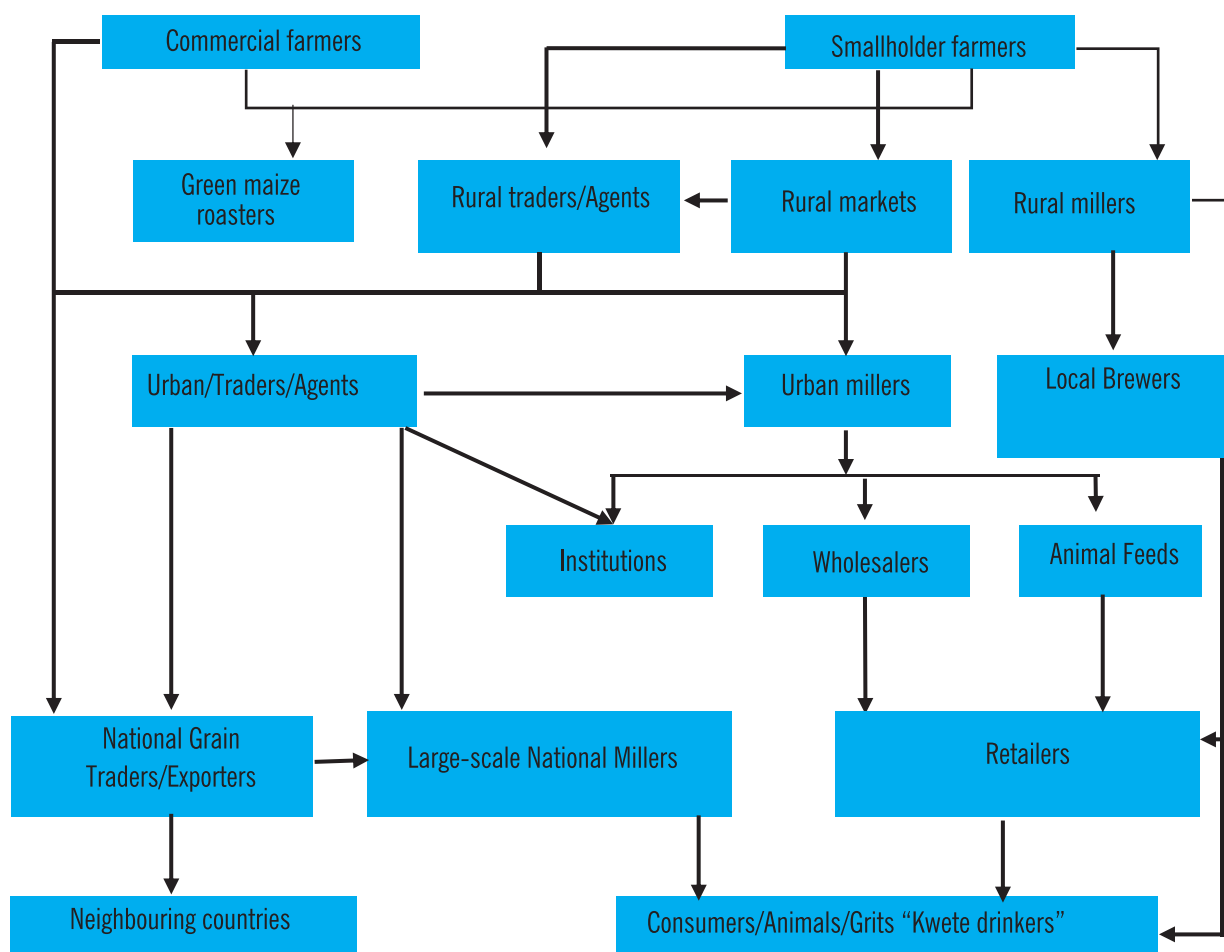 Commercial farmers
Smallholder farmers
Green maize
roasters
Rural traders/Agents
Rural markets
Rural millers
Urban/Traders/Agents
Urban millers
Local Brewers
Institutions
Wholesalers
Animal Feeds
National Grain
Traders/Exporters
Large-scale National Millers
Retailers
Neighbouring countries
Consumers/Animals/Grits “Kwete drinkers”